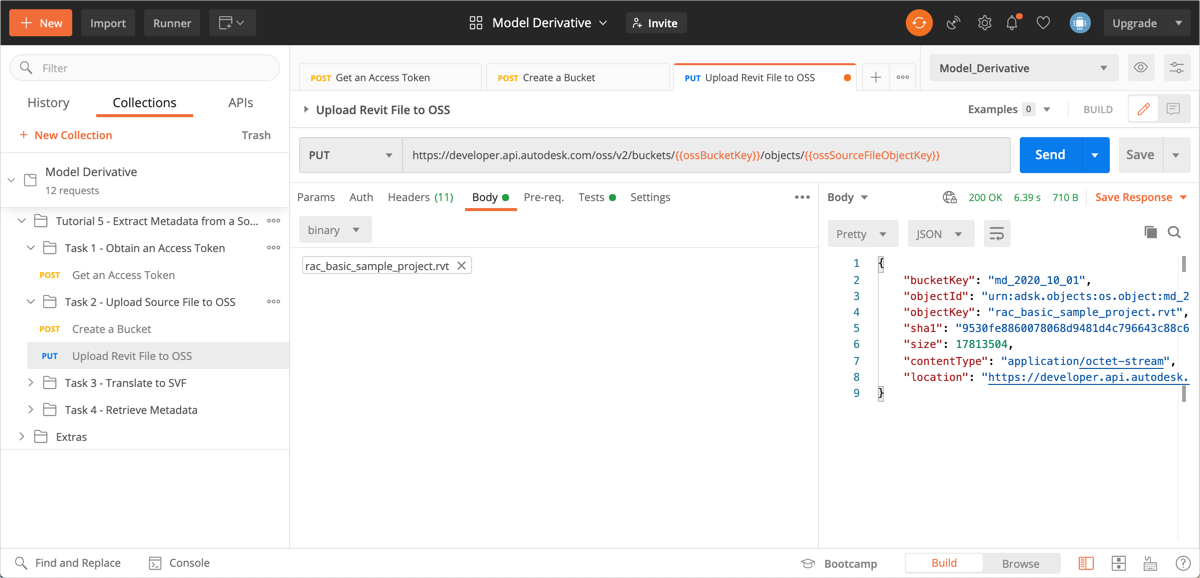 New Import Runner Model Derivative Invite Upgrade
Filter
History Collections APIs
+ New Collection Trash
Model Derivative
12 requests
Tutorial 5 - Extract Metadata from a So...
Task 1 - Obtain an Access Token
POST Get an Access Token
Task 2 - Upload Source File to OSS
POST Create a Bucket
PUT Upload Revit File to OSS
Task 3 - Translate to SVF
Task 4 - Retrieve Metadata
Extras
POST Get an Access Token POST Create a Bucket PUT Upload Revit File to OSS Model_Derivative
Upload Revit File to OSS Examples 0 BUILD
PUT https://developer.api.autodesk.com/oss/v2/buckets/{{ossBucketKey}}/objects/{{ossSourceFileObjectKey}} Send Save
Params Auth Headers (11) Body Pre-req. Tests Settings
binary
rac_basic_sample_project.rvt
Body 200 OK 6.39 s 710 B Save Response
Pretty JSON
1 {
2 "bucketKey": "md_2020_10_01",
3 "objectId": "urn:adsk.objects:os.object:md_2
4 "objectKey": "rac_basic_sample_project.rvt",
5 "sha1": "9530fe8860078068d9481d4c796643c88c6
6 "size": 17813504,
7 "contentType": "application/octet-stream",
8 "location": "https://developer.api.autodesk.
9 }
Find and Replace Console Bootcamp Build Browse